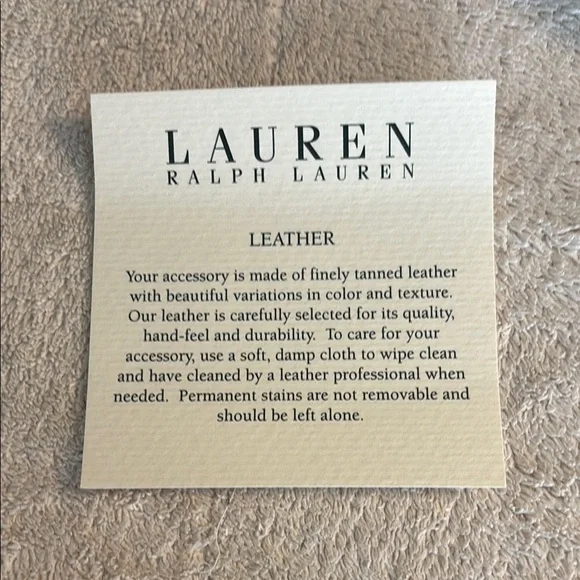 LAUREN
RALPH LAUREN
LEATHER
Your accessory is made of finely tanned leather
with beautiful variations in color and texture.
Our leather is carefully selected for its quality,
hand-feel and durability.  To care for your
accessory, use a soft, damp cloth to wipe clean
and have cleaned by a leather professional when
needed.  Permanent stains are not removable and
should be left alone.